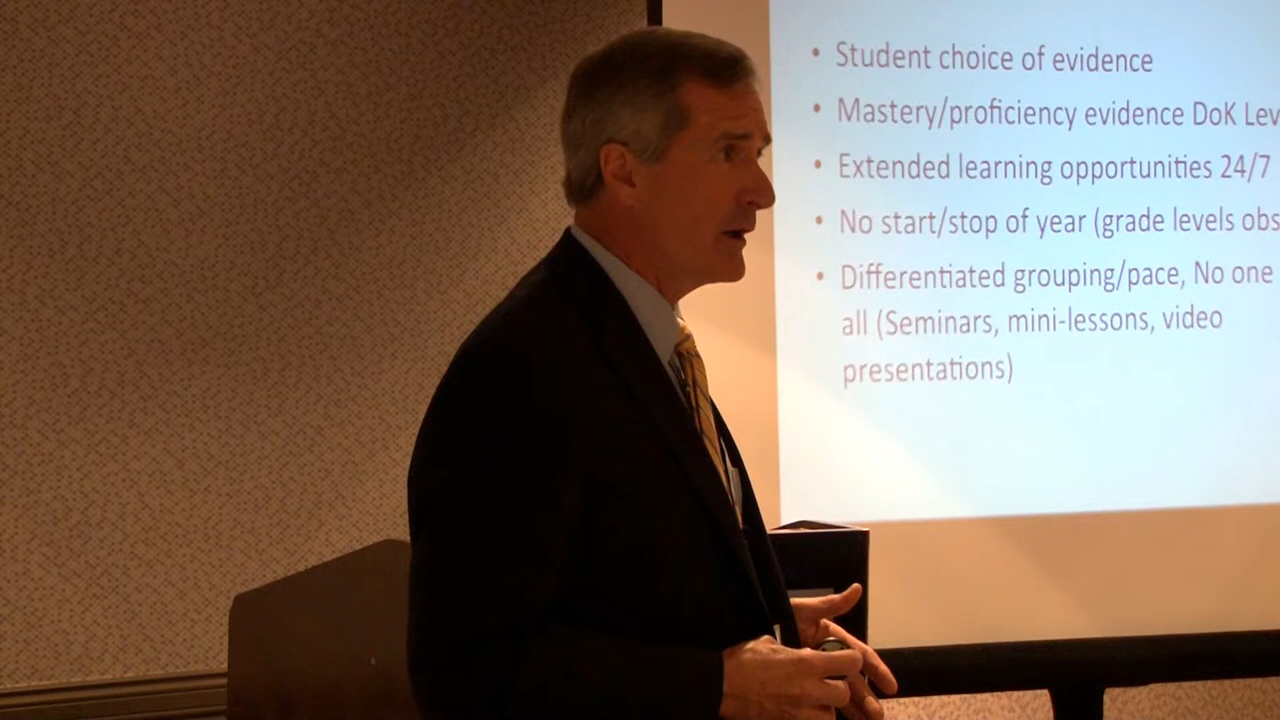 • Student choice of evidence
• Mastery/proficiency evidence DoK Lev
• Extended learning opportunities 24/7
• No start/stop of year (grade levels obs
• Differentiated grouping/pace, No one
all (Seminars, mini-lessons, video
presentations)